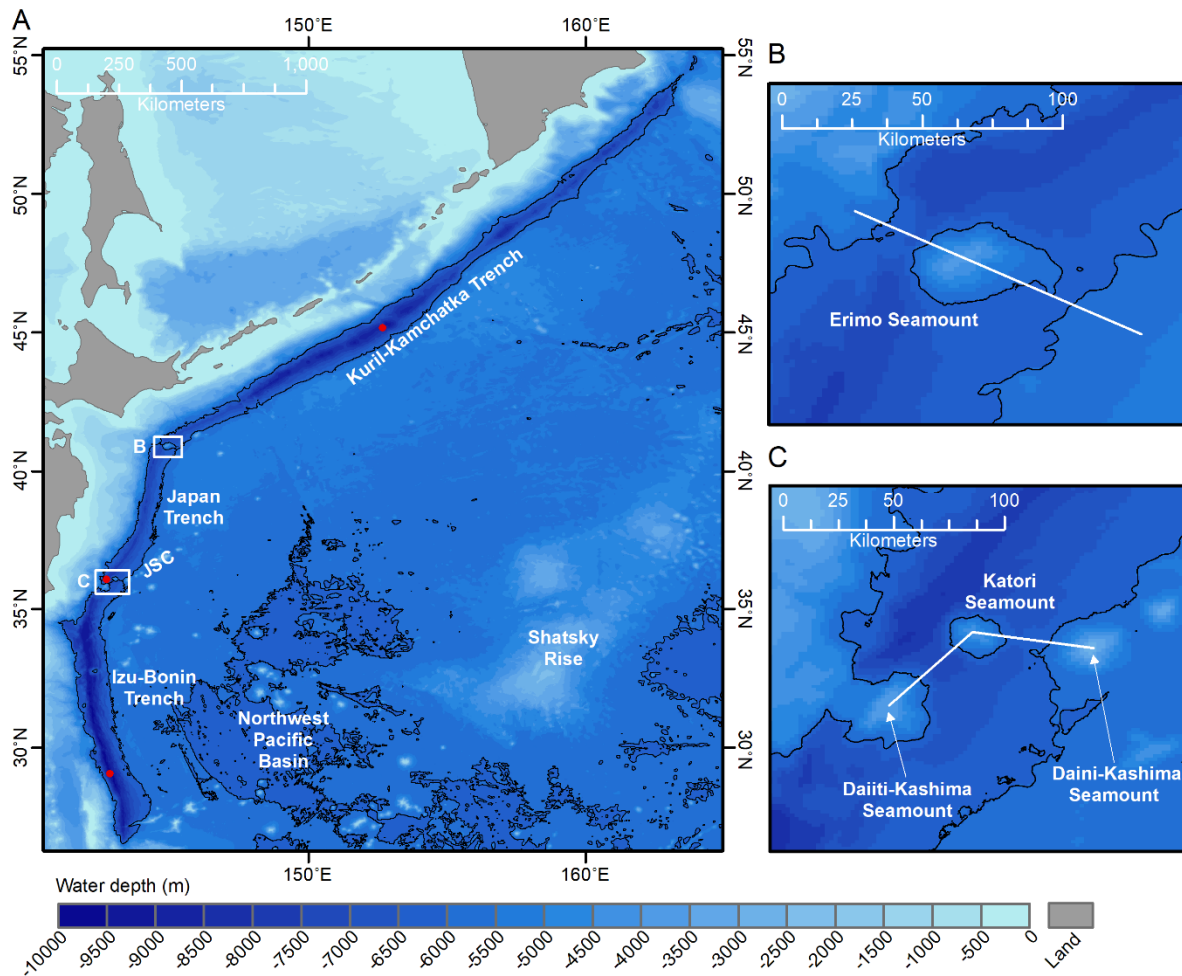 A
150°E
160°E
55°N
55°N
0
250
500
1,000
Kilometers
50°N
50°N
45°N
45°N
Kuril-Kamchatka Trench
B
40°N
40°N
Japan
Trench
JSC
C
35°N
35°N
Shatsky
Rise
Izu-Bonin
Trench
Northwest
Pacific
Basin
30°N
30°N
150°E
160°E
B
0
25
50
100
Kilometers
Erimo Seamount
C
0
25
50
100
Kilometers
Katori
Seamount
Daiiti-Kashima
Seamount
Daini-Kashima
Seamount
Water depth (m)
-10000
-9500
-9000
-8500
-8000
-7500
-7000
-6500
-6000
-5500
-5000
-4500
-4000
-3500
-3000
-2500
-2000
-1500
-1000
-500
0
Land